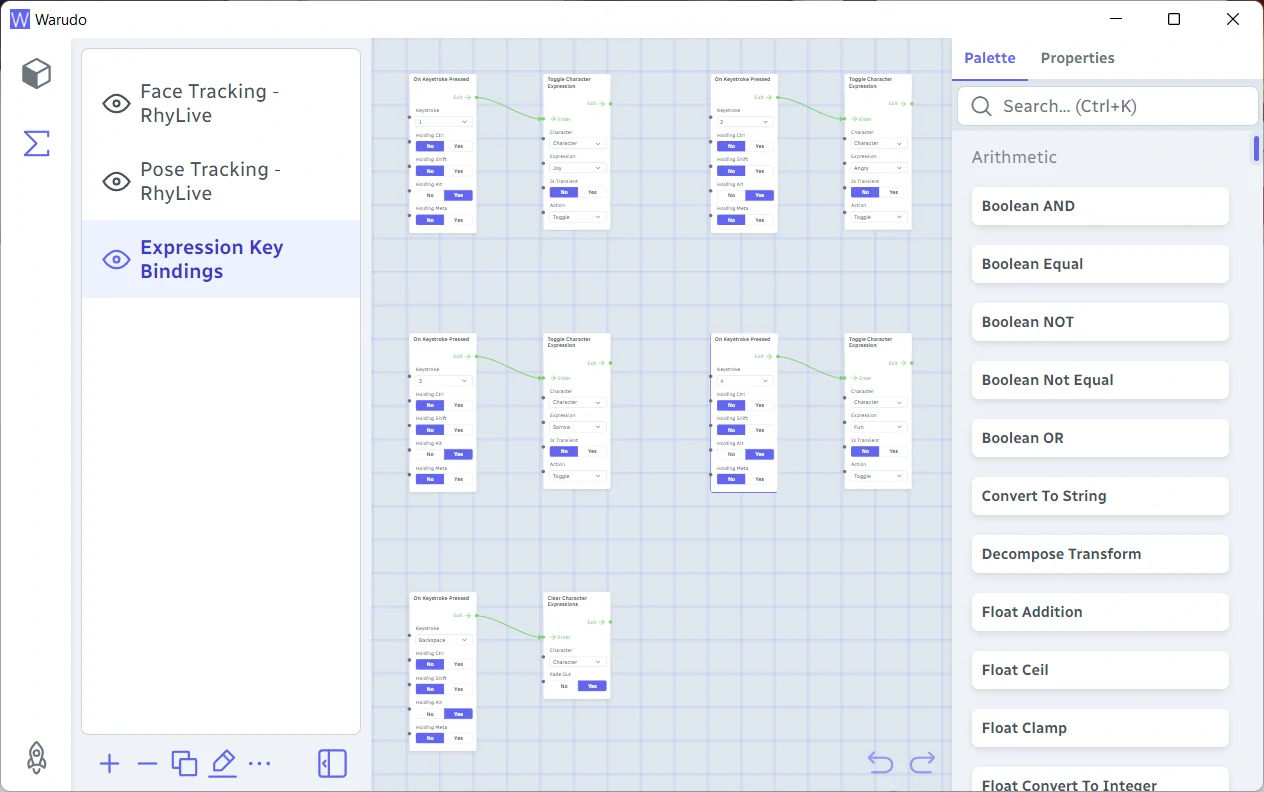 Warudo
Face Tracking -
RhyLive
Pose Tracking -
RhyLive
Expression Key
Bindings
On Keystroke Pressed
Exit
Keystroke
1
Holding Ctrl
No Yes
Holding Shift
No Yes
Holding Alt
No Yes
Holding Meta
No Yes
Toggle Character
Expression
Exit
Enter
Character
Character
Expression
Joy
Is Transient
No Yes
Action
Toggle
On Keystroke Pressed
Exit
Keystroke
2
Holding Ctrl
No Yes
Holding Shift
No Yes
Holding Alt
No Yes
Holding Meta
No Yes
Toggle Character
Expression
Exit
Enter
Character
Character
Expression
Angry
Is Transient
No Yes
Action
Toggle
On Keystroke Pressed
Exit
Keystroke
3
Holding Ctrl
No Yes
Holding Shift
No Yes
Holding Alt
No Yes
Holding Meta
No Yes
Toggle Character
Expression
Exit
Enter
Character
Character
Expression
Sorrow
Is Transient
No Yes
Action
Toggle
On Keystroke Pressed
Exit
Keystroke
4
Holding Ctrl
No Yes
Holding Shift
No Yes
Holding Alt
No Yes
Holding Meta
No Yes
Toggle Character
Expression
Exit
Enter
Character
Character
Expression
Fun
Is Transient
No Yes
Action
Toggle
On Keystroke Pressed
Exit
Keystroke
Backspace
Holding Ctrl
No Yes
Holding Shift
No Yes
Holding Alt
No Yes
Holding Meta
No Yes
Clear Character
Expressions
Exit
Enter
Character
Character
Fade Out
No Yes
Palette Properties
Search... (Ctrl+K)
Arithmetic
Boolean AND
Boolean Equal
Boolean NOT
Boolean Not Equal
Boolean OR
Convert To String
Decompose Transform
Float Addition
Float Ceil
Float Clamp
Float Convert To Integer